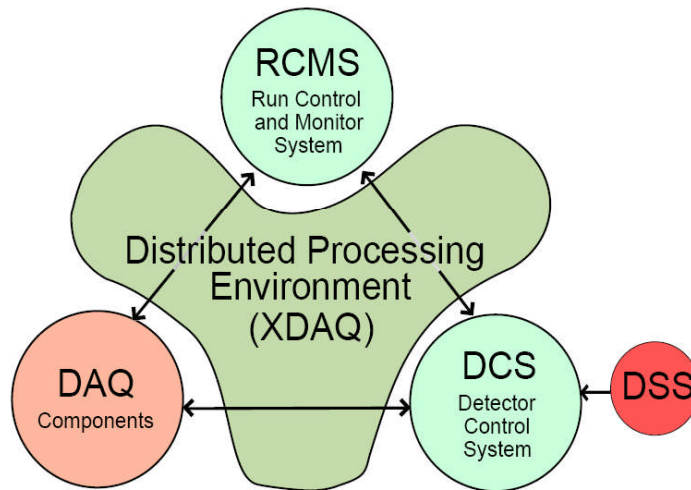 RCMS
Run Control
and Monitor
System
Distributed Processing
Environment
(XDAQ)
DAQ
Components
DCS
Detector
Control
System
DSS